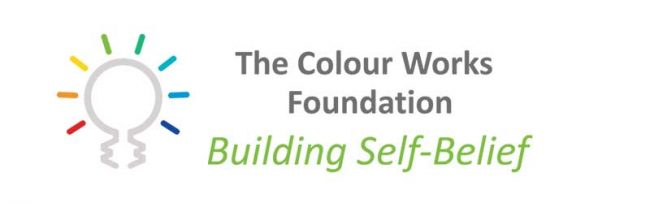 The Colour Works
Foundation
Building Self-Belief